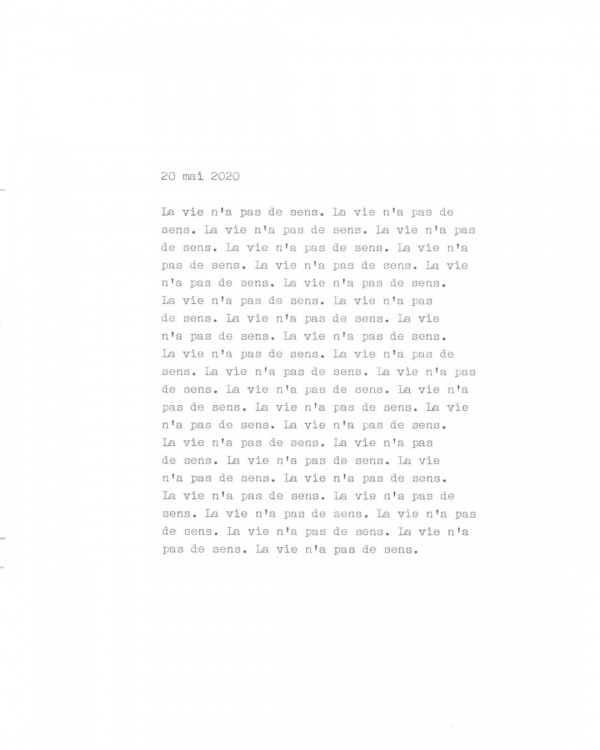 20 mai 2020
La vie n'a pas de sens. La vie n'a pas de
sens. La vie n'a pas de sens. La vie n'a pas
de sens. La vie n'a pas de sens. La vie n'a
pas de sens. La vie n'a pas de sens. La vie
n'a pas de sens. La vie n'a pas de sens.
La vie n'a pas de sens. La vie n'a pas
de sens. La vie n'a pas de sens. La vie
n'a pas de sens. La vie n'a pas de sens.
La vie n'a pas de sens. La vie n'a pas de
sens. La vie n'a pas de sens. La vie n'a pas
de sens. La vie n'a pas de sens. La vie n'a
pas de sens. La vie n'a pas de sens. La vie
n'a pas de sens. La vie n'a pas de sens.
La vie n'a pas de sens. La vie n'a pas
de sens. La vie n'a pas de sens. La vie
n'a pas de sens. La vie n'a pas de sens.
La vie n'a pas de sens. La vie n'a pas de
sens. La vie n'a pas de sens. La vie n'a pas
de sens. La vie n'a pas de sens. La vie n'a
pas de sens. La vie n'a pas de sens.